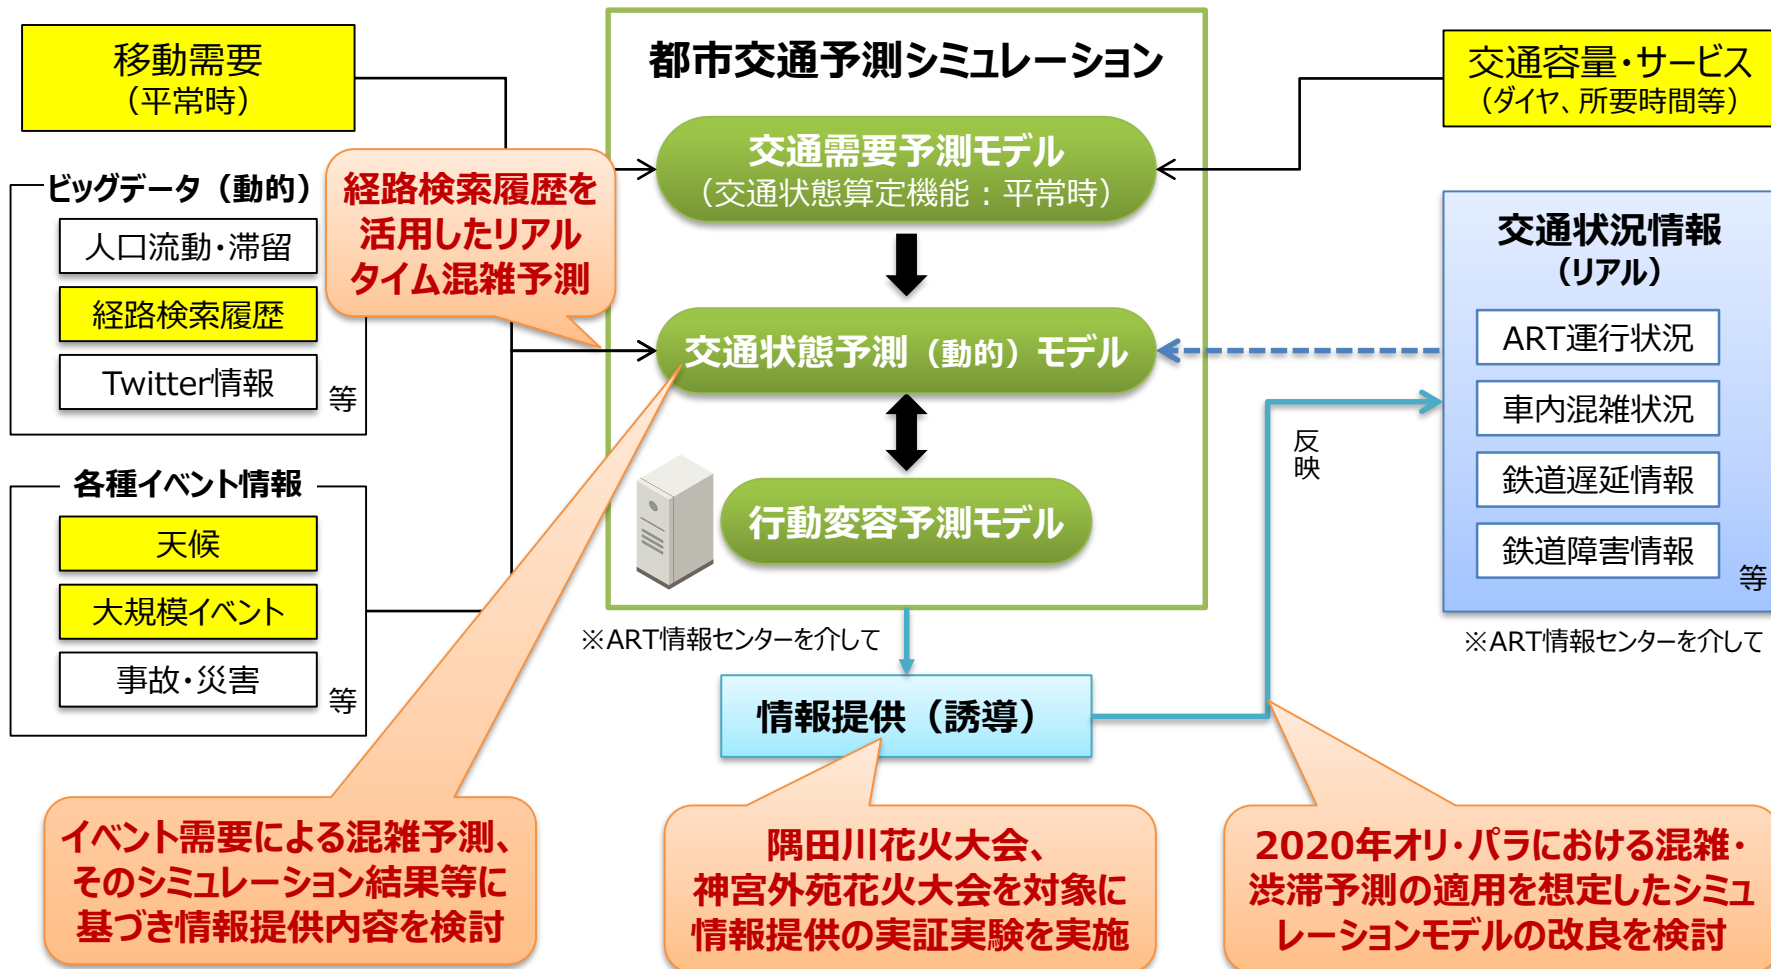 移動需要
（平常時）
ビッグデータ（動的）
人口流動・滞留
経路検索履歴
Twitter情報
等
各種イベント情報
天候
大規模イベント
事故・災害
等
経路検索履歴を
活用したリアル
タイム混雑予測
都市交通予測シミュレーション
交通需要予測モデル
（交通状態算定機能：平常時）
交通状態予測（動的）モデル
行動変容予測モデル
※ART情報センターを介して
情報提供（誘導）
反
映
交通容量・サービス
（ダイヤ、所要時間等）
交通状況情報
（リアル）
ART運行状況
車内混雑状況
鉄道遅延情報
鉄道障害情報
等
※ART情報センターを介して
イベント需要による混雑予測、
そのシミュレーション結果等に
基づき情報提供内容を検討
隅田川花火大会、
神宮外苑花火大会を対象に
情報提供の実証実験を実施
2020年オリ・パラにおける混雑・
渋滞予測の適用を想定したシミュ
レーションモデルの改良を検討